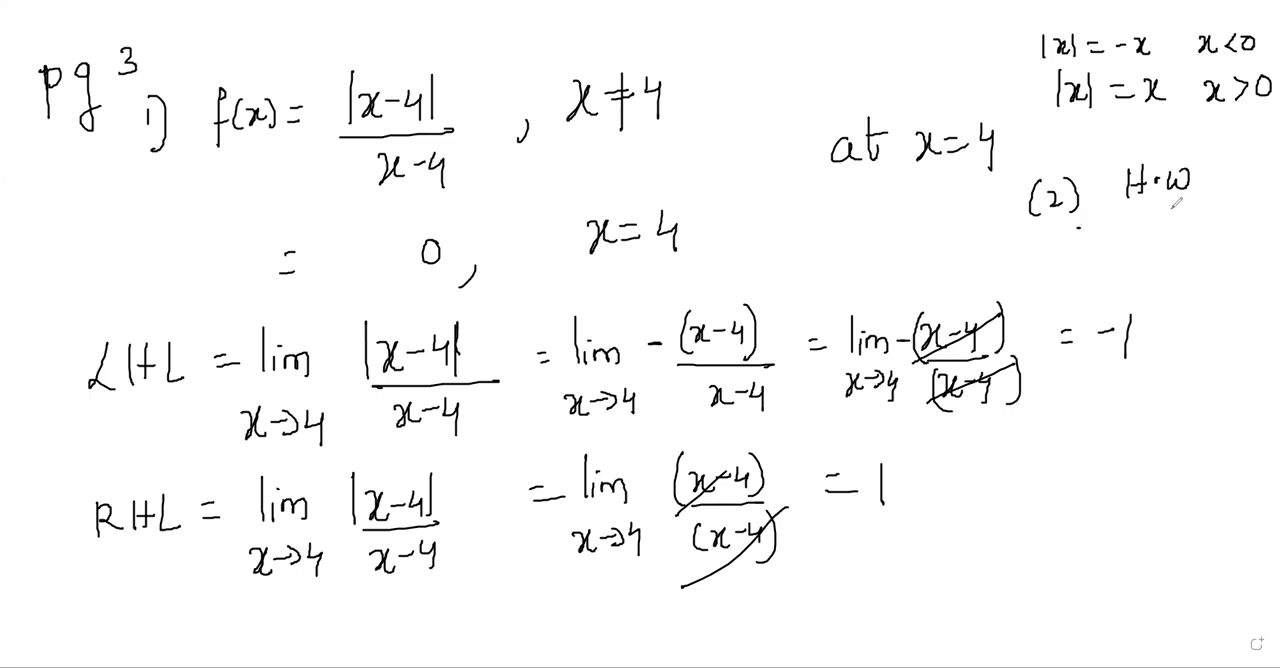 pg 3
1) f(x) = |x-4| / x-4 , x ≠ 4
at x = 4
= 0, x = 4
|x| = -x x < 0
|x| = x x > 0
(2) H.W
LHL = lim x→4 |x-4| / x-4 = lim x→4 - (x-4) / x-4 = lim x→4 -(x-4) / (x-4) = -1
RHL = lim x→4 |x-4| / x-4 = lim x→4 (x-4) / (x-4) = 1